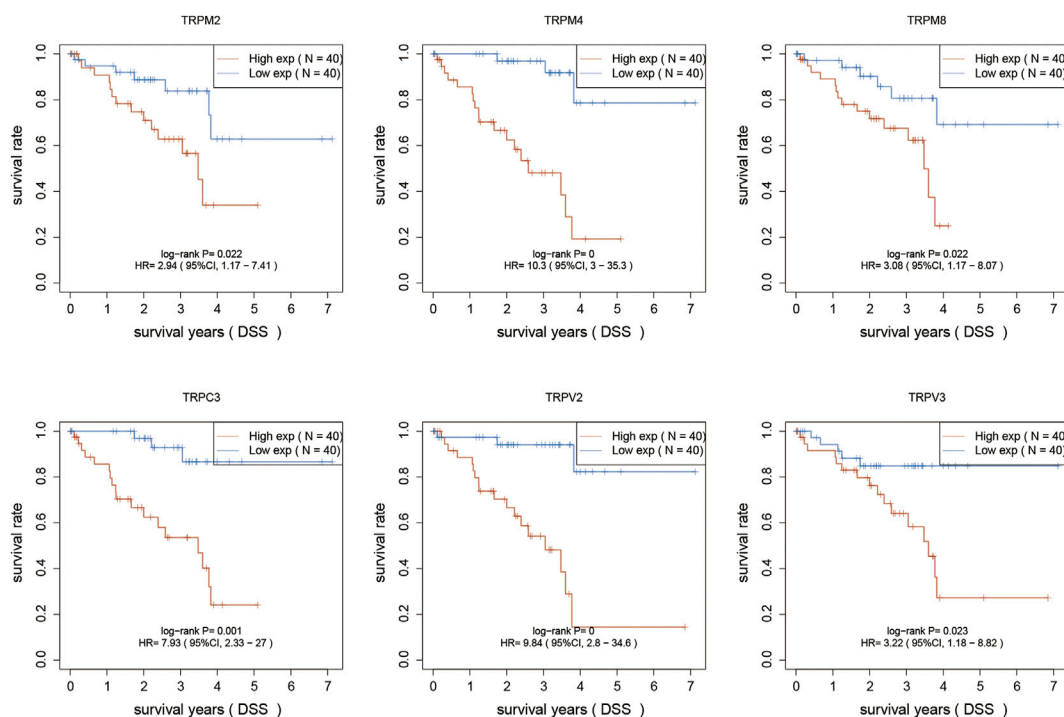 TRPM2
survival rate
0.0 0.2 0.4 0.6 0.8 1.0
High exp ( N = 40)
Low exp ( N = 40)
log-rank P= 0.022
HR= 2.94 ( 95%CI, 1.17 − 7.41 )
0 1 2 3 4 5 6 7
survival years ( DSS )
TRPM4
survival rate
0.0 0.2 0.4 0.6 0.8 1.0
High exp ( N = 40)
Low exp ( N = 40)
log-rank P= 0
HR= 10.3 ( 95%CI, 3 − 35.3 )
0 1 2 3 4 5 6 7
survival years ( DSS )
TRPM8
survival rate
0.0 0.2 0.4 0.6 0.8 1.0
High exp ( N = 40)
Low exp ( N = 40)
log-rank P= 0.022
HR= 3.08 ( 95%CI, 1.17 − 8.07 )
0 1 2 3 4 5 6 7
survival years ( DSS )
TRPC3
survival rate
0.0 0.2 0.4 0.6 0.8 1.0
High exp ( N = 40)
Low exp ( N = 40)
log-rank P= 0.001
HR= 7.93 ( 95%CI, 2.33 − 27 )
0 1 2 3 4 5 6 7
survival years ( DSS )
TRPV2
survival rate
0.0 0.2 0.4 0.6 0.8 1.0
High exp ( N = 40)
Low exp ( N = 40)
log-rank P= 0
HR= 9.84 ( 95%CI, 2.8 − 34.6 )
0 1 2 3 4 5 6 7
survival years ( DSS )
TRPV3
survival rate
0.0 0.2 0.4 0.6 0.8 1.0
High exp ( N = 40)
Low exp ( N = 40)
log-rank P= 0.023
HR= 3.22 ( 95%CI, 1.18 − 8.82 )
0 1 2 3 4 5 6 7
survival years ( DSS )